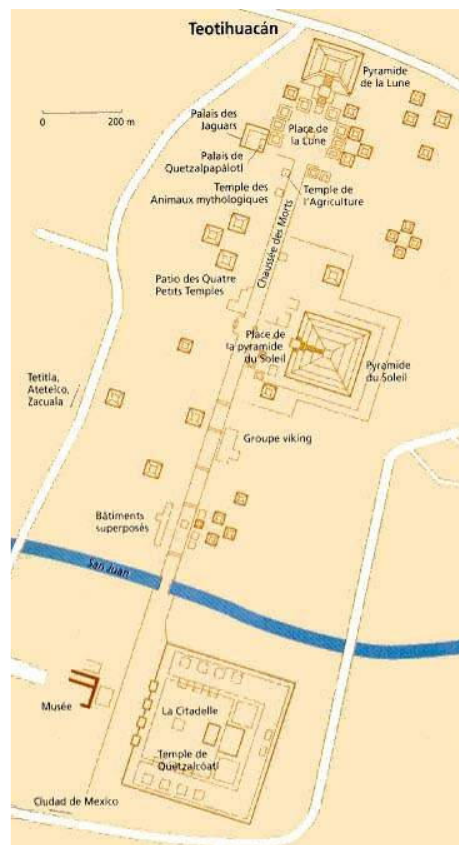 Teotihuacán
Pyramide
de la Lune
0 200 m
Palais des
Jaguars
Place de
la Lune
Palais de
Quetzalpapálotl
Temple des
Animaux mythologiques
Temple de
l'Agriculture
Chaussée des Morts
Patio des Quatre
Petits Temples
Place de
la pyramide
du Soleil
Pyramide
du Soleil
Tetitla,
Atetelco,
Zacuala
Groupe viking
Bâtiments
superposés
San Juan
Musée
La Citadelle
Temple de
Quetzalcóatl
Ciudad de Mexico